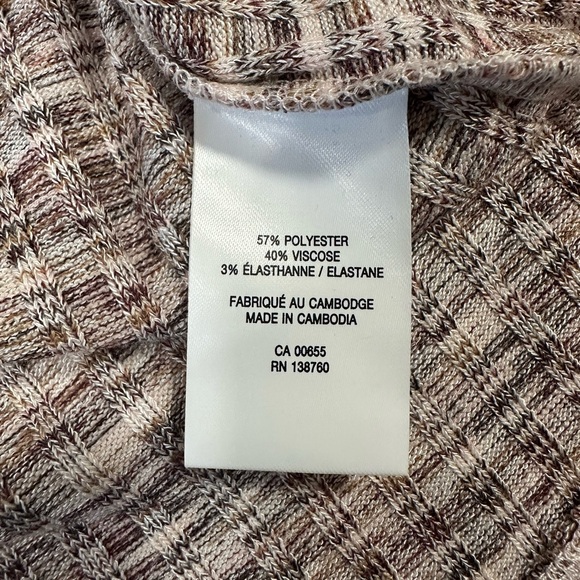 57% POLYESTER
40% VISCOSE
3% ÉLASTHANNE / ELASTANE
FABRIQUÉ AU CAMBODGE
MADE IN CAMBODIA
CA 00655
RN 138760